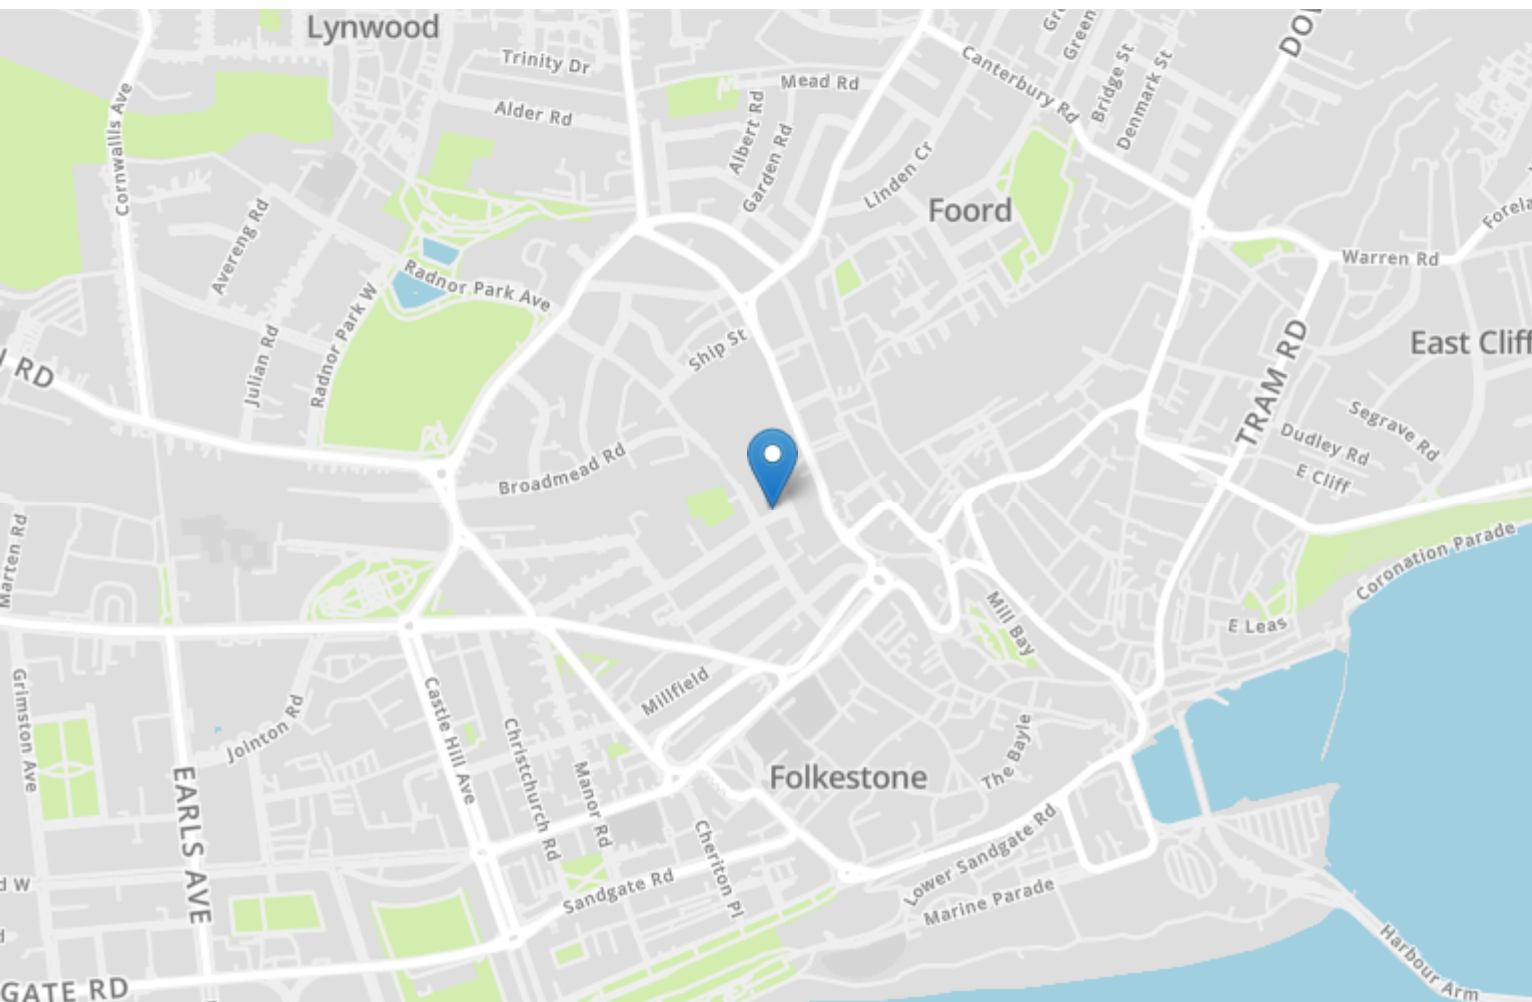 Lynwood
DO
Trinity Dr
Canterbury Rd
Green
Bridge St
Denmark St
Mead Rd
Cornwallis Ave
Alder Rd
Albert Rd
Garden Rd
Linden Cr
Foord
Forela
Avereng Rd
Warren Rd
Radnor Park Ave
Radnor Park W
Julian Rd
Ship St
East Cliff
TRAM RD
RD
Segrave Rd
Dudley Rd
E Cliff
Broadmead Rd
Marten Rd
Coronation Parade
Mill Bay
E Leas
Grimston Ave
Millfield
Castle Hill Ave
Jointon Rd
Christchurch Rd
Manor Rd
The Bayle
Folkestone
EARLS AVE
Cheriton Pl
Lower Sandgate Rd
d W
Sandgate Rd
Marine Parade
Harbour Arm
GATE RD